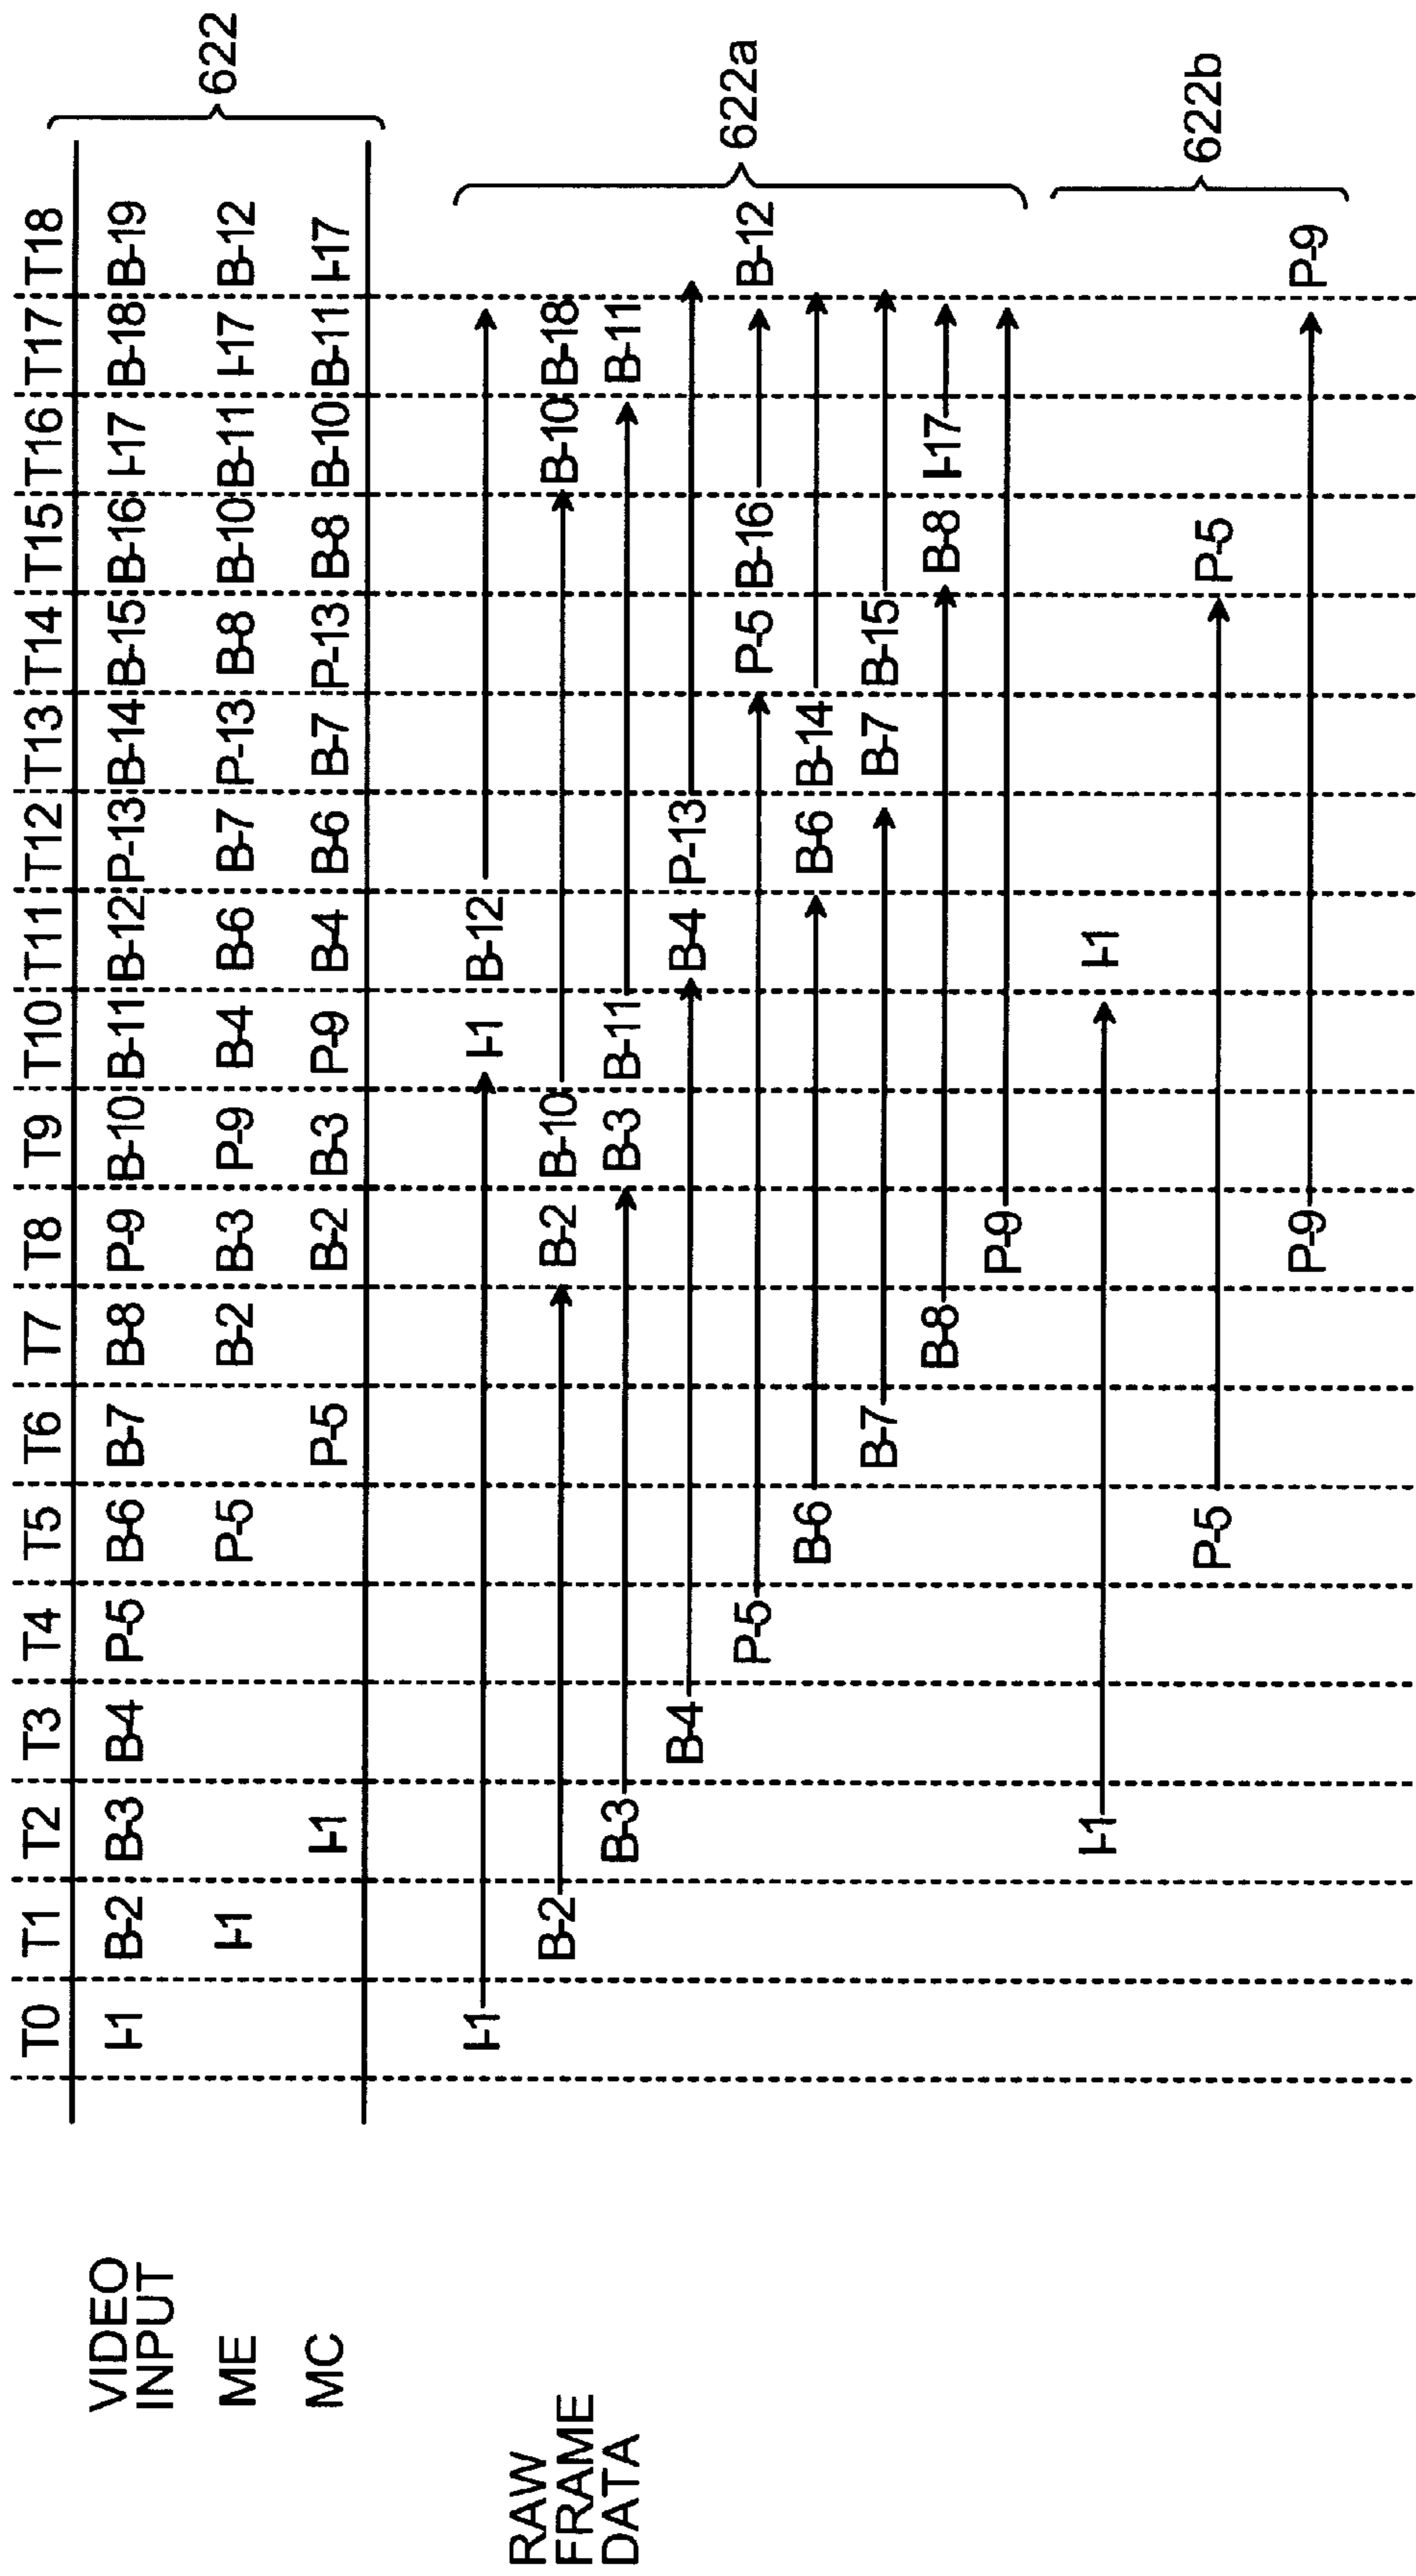 T0 T1 T2 T3 T4 T5 T6 T7 T8 T9 T10 T11 T12 T13 T14 T15 T16 T17 T18
VIDEO INPUT I-1 B-2 B-3 B-4 P-5 B-6 B-7 B-8 P-9 B-10 B-11 B-12 P-13 B-14 B-15 B-16 I-17 B-18 B-19
622
ME I-1 P-5 B-2 B-3 P-9 B-4 B-6 B-7 P-13 B-8 B-10 B-11 I-17 B-12
MC I-1 P-5 B-2 B-3 P-9 B-4 B-6 B-7 P-13 B-8 B-10 B-11 I-17
RAW
FRAME
DATA
I-1 I-1 B-12
B-2 B-2 B-10 B-10 B-18
B-3 B-3 B-11 B-11
B-4 B-4 P-13
P-5 P-5 B-16 B-12
622a
B-6 B-6 B-14
B-7 B-7 B-15
B-8 B-8 I-17
P-9
I-1 I-1
P-5 P-5
622b
P-9 P-9